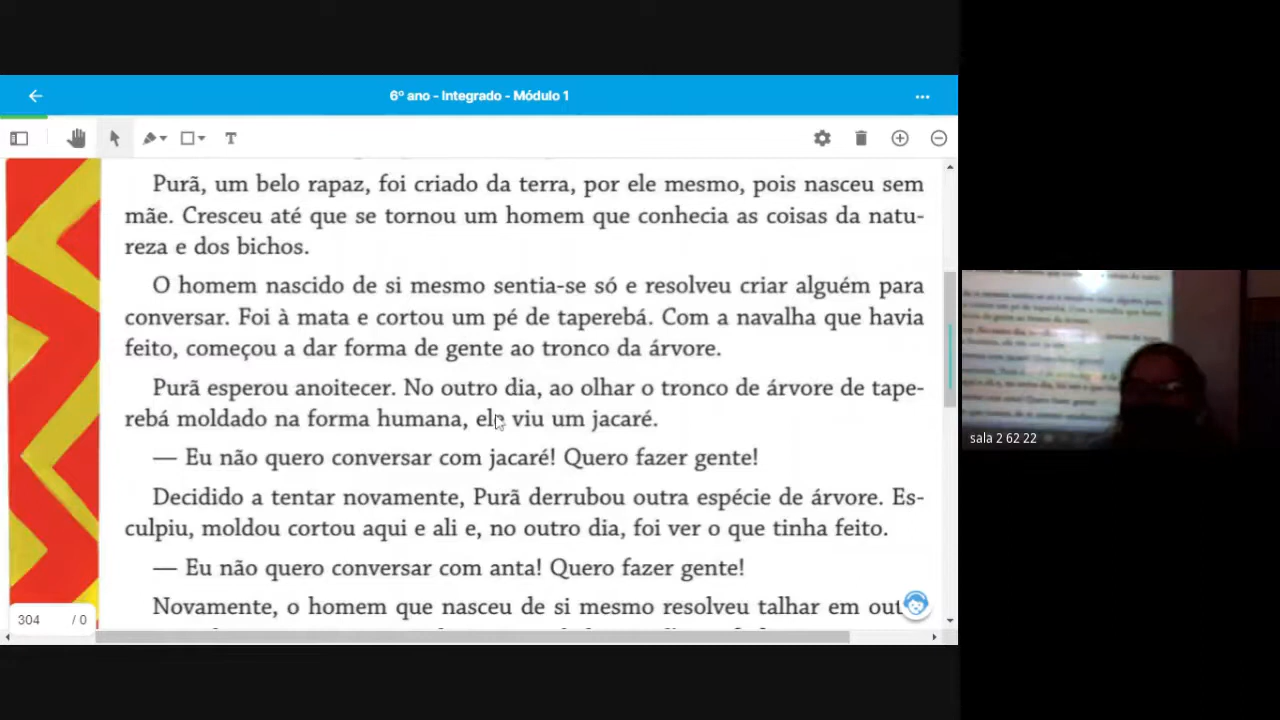 6º ano - Integrado - Módulo 1
T
Purã, um belo rapaz, foi criado da terra, por ele mesmo, pois nasceu sem
mãe. Cresceu até que se tornou um homem que conhecia as coisas da natu-
reza e dos bichos.
O homem nascido de si mesmo sentia-se só e resolveu criar alguém para
conversar. Foi à mata e cortou um pé de taperebá. Com a navalha que havia
feito, começou a dar forma de gente ao tronco da árvore.
Purã esperou anoitecer. No outro dia, ao olhar o tronco de árvore de tape-
rebá moldado na forma humana, ele viu um jacaré.
— Eu não quero conversar com jacaré! Quero fazer gente!
Decidido a tentar novamente, Purã derrubou outra espécie de árvore. Es-
culpiu, moldou cortou aqui e ali e, no outro dia, foi ver o que tinha feito.
— Eu não quero conversar com anta! Quero fazer gente!
Novamente, o homem que nasceu de si mesmo resolveu talhar em
304 / 0
sala 2 62 22